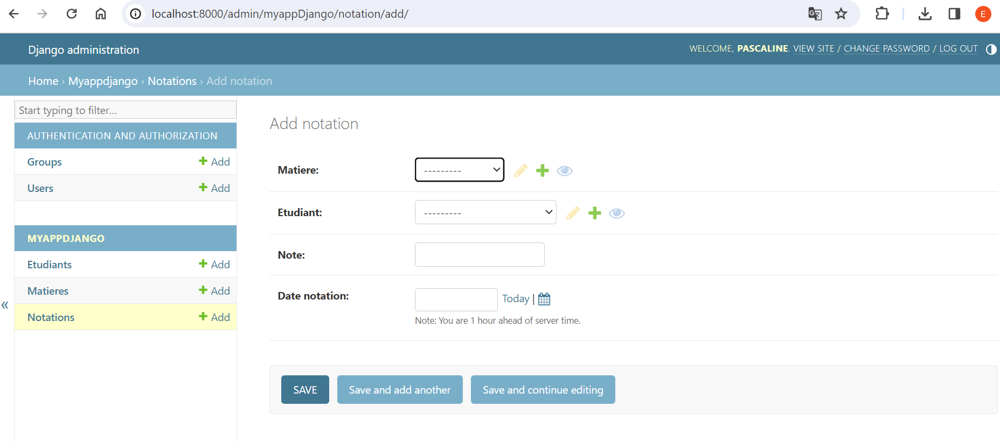 localhost:8000/admin/myappDjango/notation/add/
E
Django administration
WELCOME, PASCALINE. VIEW SITE / CHANGE PASSWORD / LOG OUT
Home › Myappdjango › Notations › Add notation
Start typing to filter...
AUTHENTICATION AND AUTHORIZATION
Groups + Add
Users + Add
MYAPPDJANGO
Etudiants + Add
Matieres + Add
Notations + Add
«
Add notation
Matiere: ---------
Etudiant: ---------
Note:
Date notation: Today |
Note: You are 1 hour ahead of server time.
SAVE Save and add another Save and continue editing